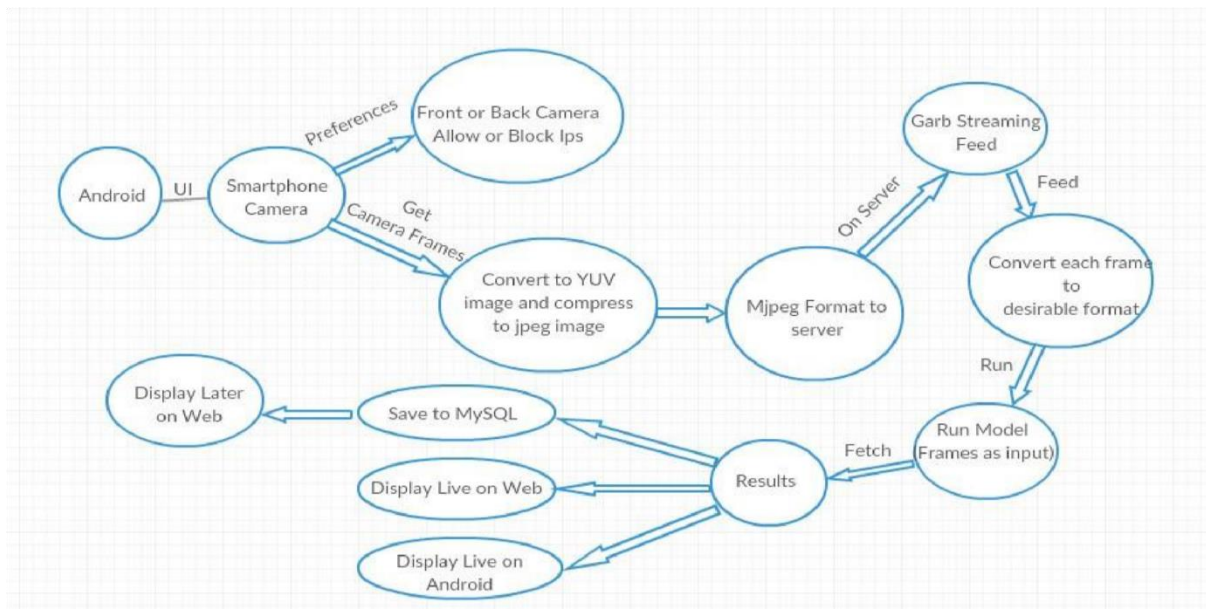 Android
UI
Smartphone
Camera
Preferences
Front or Back Camera
Allow or Block Ips
Get
Camera Frames
Convert to YUV
image and compress
to jpeg image
Mjpeg Format to
server
On Server
Garb Streaming
Feed
Feed
Convert each frame
to
desirable format
Run
Run Model
(Frames as input)
Fetch
Results
Save to MySQL
Display Later
on Web
Display Live on Web
Display Live on
Android